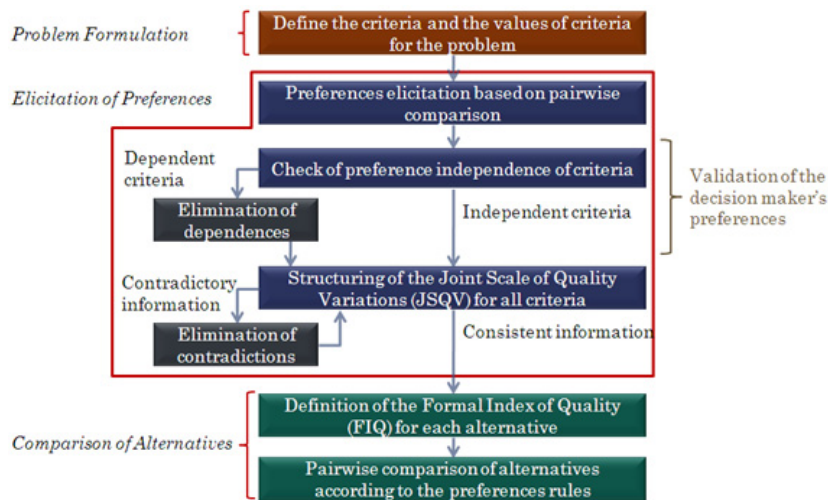 Problem Formulation
Define the criteria and the values of criteria
for the problem
Elicitation of Preferences
Preferences elicitation based on pairwise
comparison
Check of preference independence of criteria
Dependent
criteria
Validation of the
decision maker's
preferences
Elimination of
dependences
Independent criteria
Contradictory
information
Structuring of the Joint Scale of Quality
Variations (JSQV) for all criteria
Elimination of
contradictions
Consistent information
Comparison of Alternatives
Definition of the Formal Index of Quality
(FIQ) for each alternative
Pairwise comparison of alternatives
according to the preferences rules